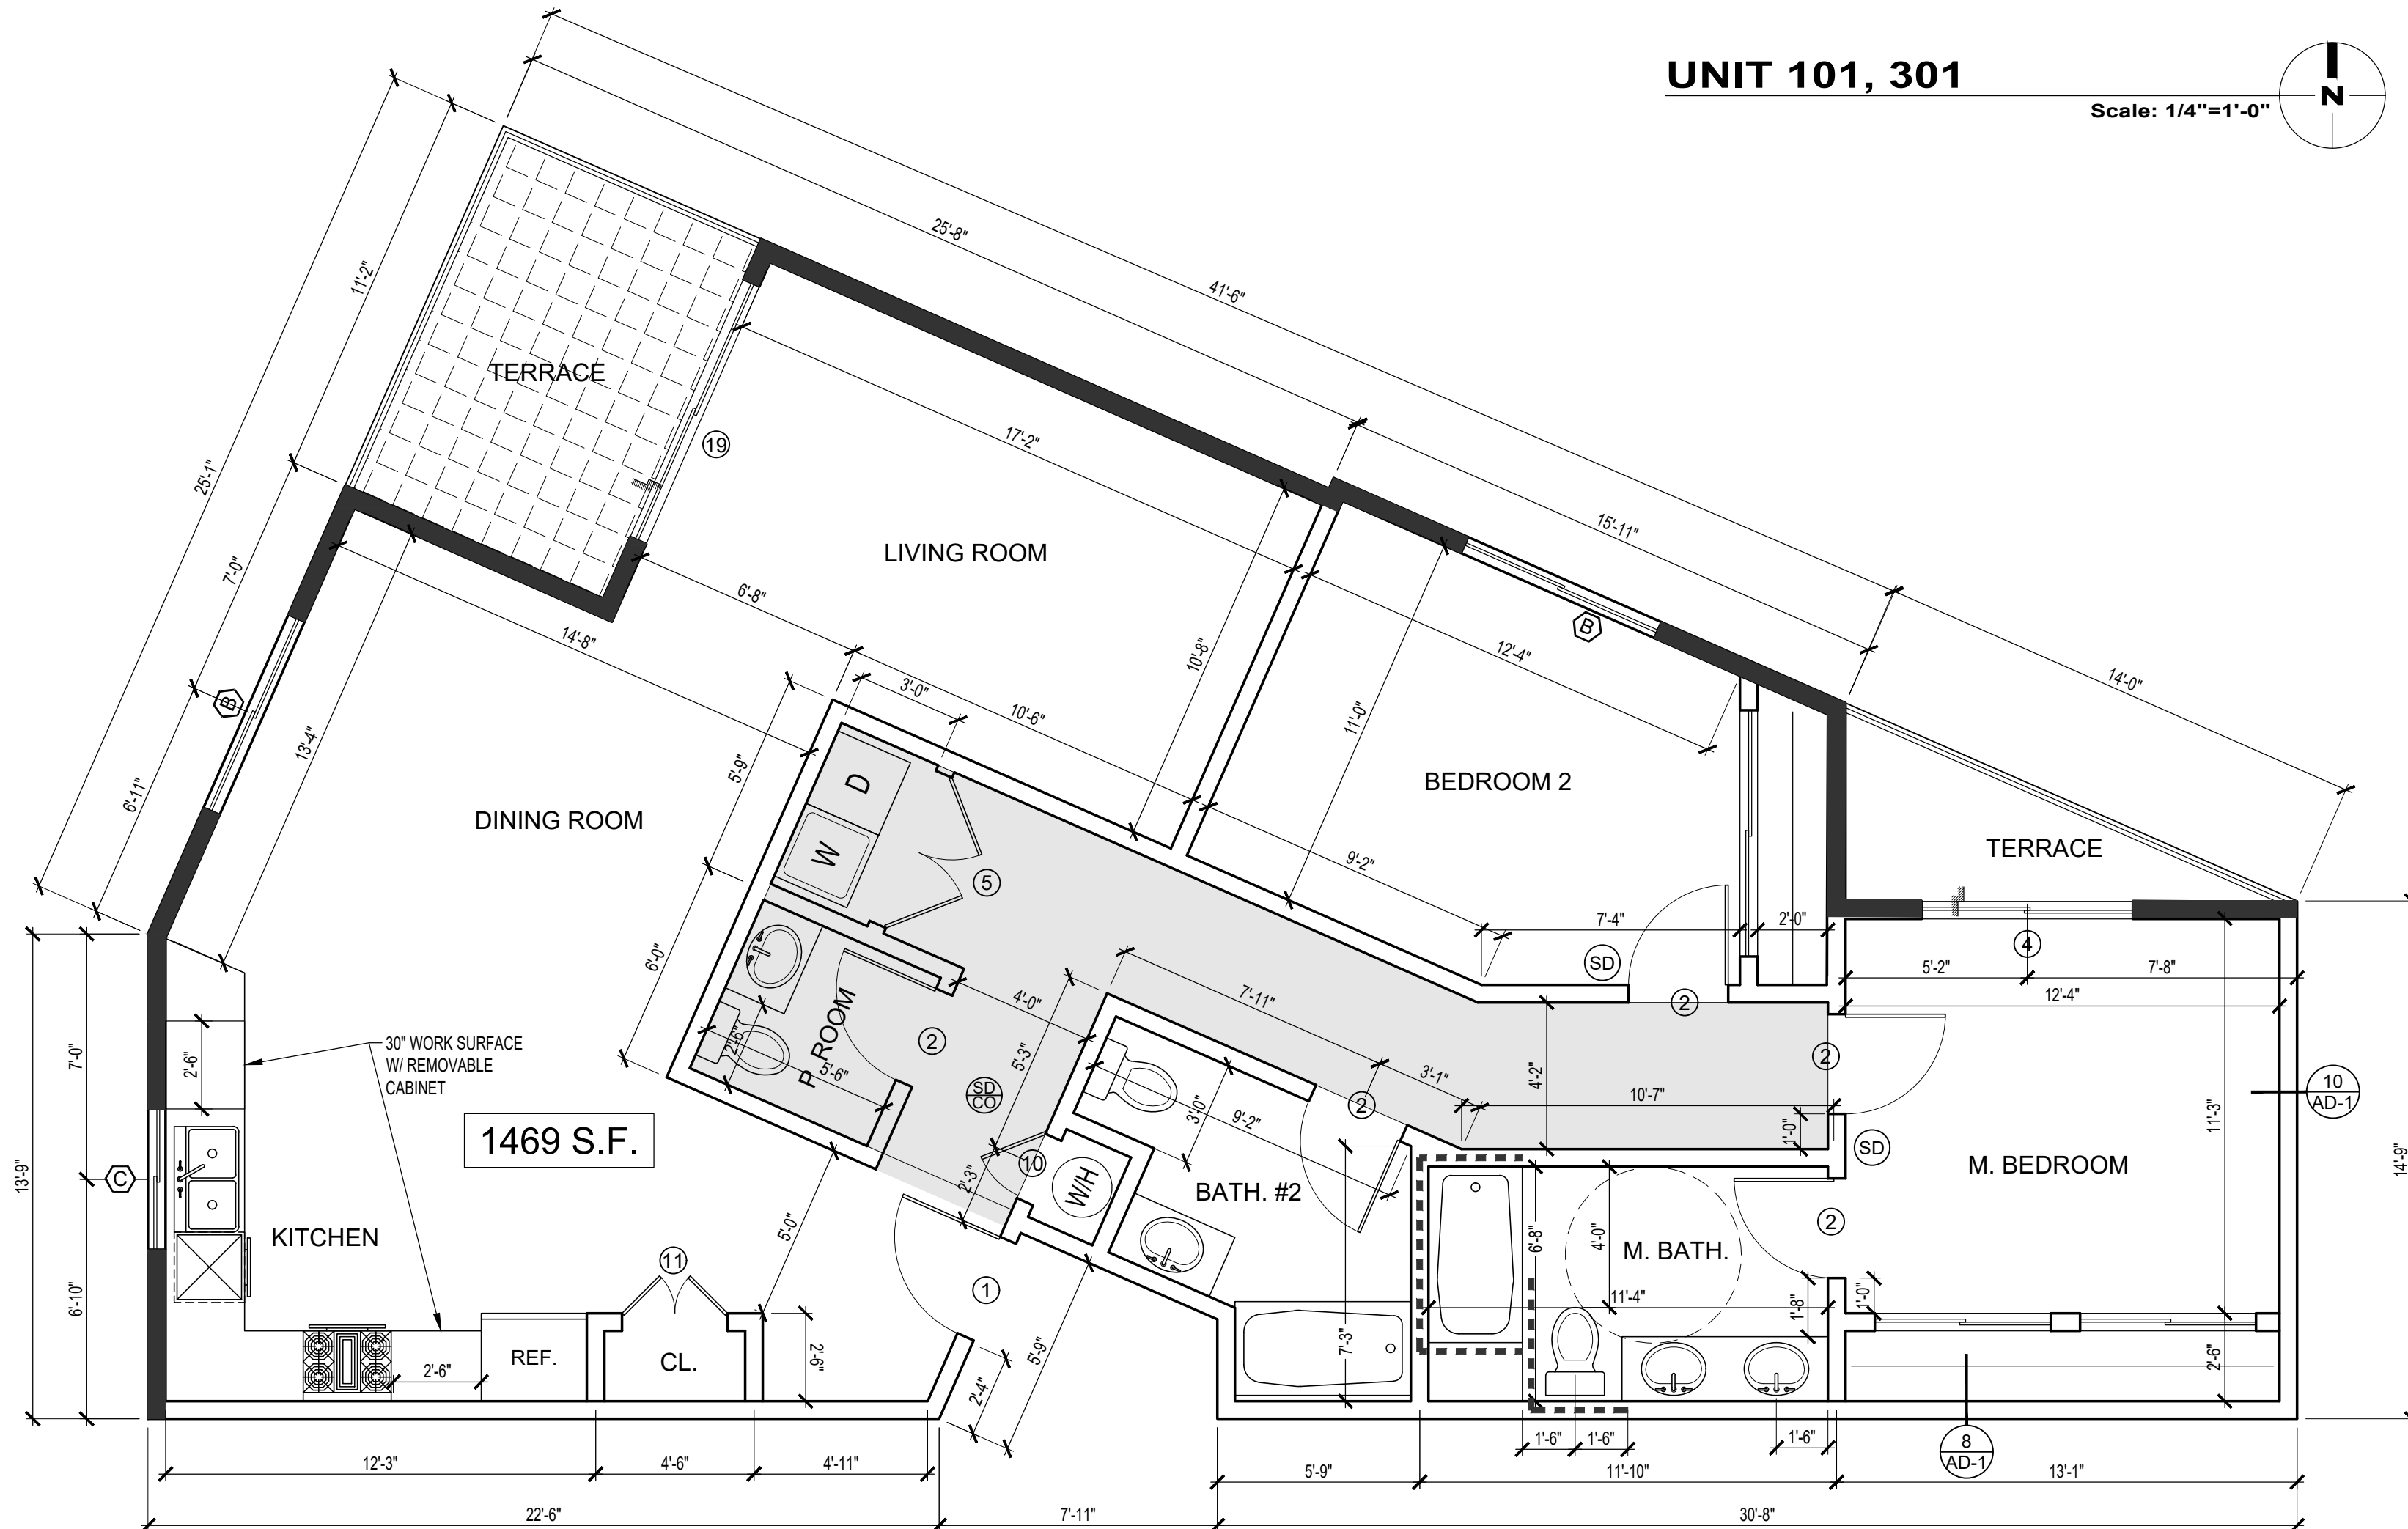 UNIT 101, 301
Scale: 1/4"=1'-0"
N
41'-6"
25'-8"
15'-11"
14'-0"
25'-1"
11'-2"
7'-0"
6'-11"
TERRACE
19
17'-2"
LIVING ROOM
6'-8"
14'-8"
10'-8"
B
B
12'-4"
11'-0"
13'-4"
3'-0"
10'-6"
5'-9"
DINING ROOM
D
W
5
BEDROOM 2
9'-2"
TERRACE
7'-4"
2'-0"
SD
4
5'-2"
7'-8"
12'-4"
6'-0"
P ROOM
2'-6"
5'-6"
2
4'-0"
7'-11"
5'-3"
2
2
3'-1"
4'-2"
10'-7"
1'-0"
SD
10
AD-1
11'-3"
14'-9"
M. BEDROOM
30" WORK SURFACE
W/ REMOVABLE
CABINET
2'-6"
7'-0"
13'-9"
C
1469 S.F.
SD
CO
2'-3"
10
W/H
3'-0"
9'-2"
2
BATH. #2
KITCHEN
5'-0"
11
1
6'-8"
4'-0"
M. BATH.
2
6'-10"
11'-4"
1'-8"
1'-0"
7'-3"
2'-6"
REF.
CL.
2'-6"
2'-6"
5'-9"
2'-4"
8
AD-1
1'-6"
1'-6"
1'-6"
12'-3"
4'-6"
4'-11"
5'-9"
11'-10"
13'-1"
22'-6"
7'-11"
30'-8"